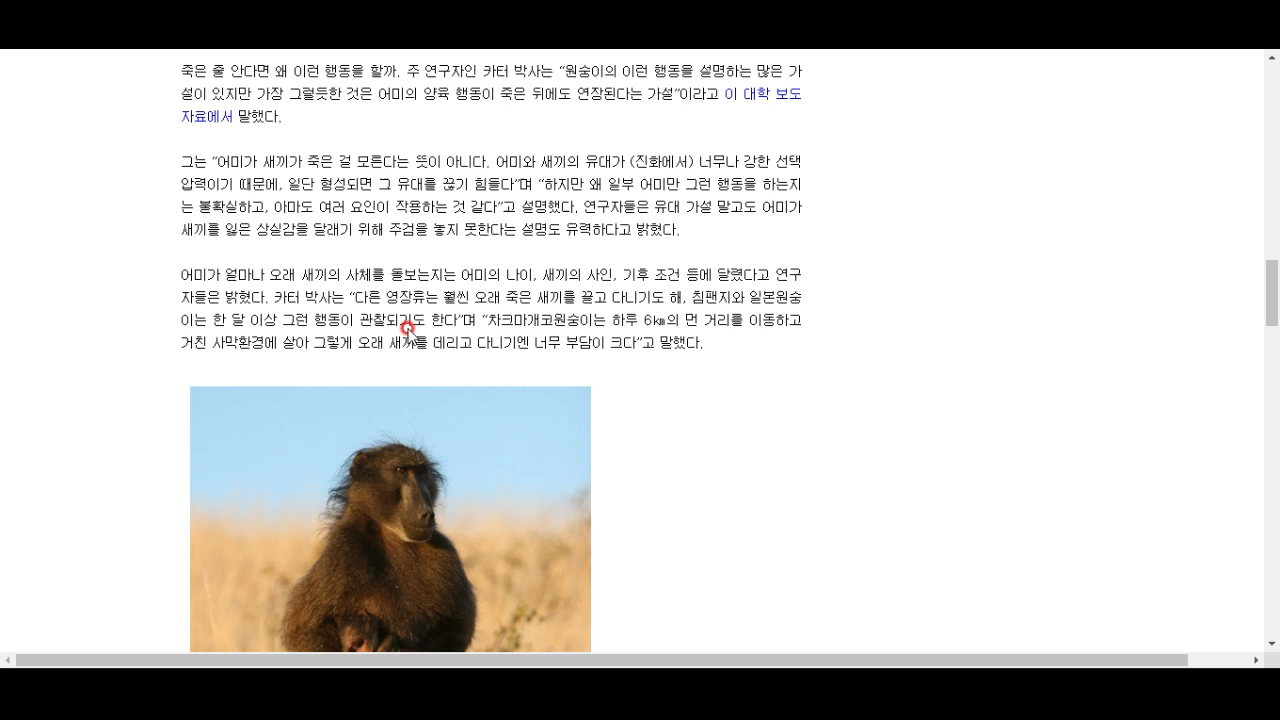 죽은 줄 안다면 왜 이런 행동을 할까. 주 연구자인 카터 박사는 “원숭이의 이런 행동을 설명하는 많은 가
설이 있지만 가장 그럴듯한 것은 어미의 양육 행동이 죽은 뒤에도 연장된다는 가설”이라고 이 대학 보도
자료에서 말했다.
그는 “어미가 새끼가 죽은 걸 모른다는 뜻이 아니다. 어미와 새끼의 유대가 (진화에서) 너무나 강한 선택
압력이기 때문에, 일단 형성되면 그 유대를 끊기 힘들다”며 “하지만 왜 일부 어미만 그런 행동을 하는지
는 불확실하고, 아마도 여러 요인이 작용하는 것 같다”고 설명했다. 연구자들은 유대 가설 말고도 어미가
새끼를 잃은 상실감을 달래기 위해 주검을 놓지 못한다는 설명도 유력하다고 밝혔다.
어미가 얼마나 오래 새끼의 사체를 돌보는지는 어미의 나이, 새끼의 사인, 기후 조건 등에 달렸다고 연구
자들은 밝혔다. 카터 박사는 “다른 영장류는 훨씬 오래 죽은 새끼를 끌고 다니기도 해, 침팬지와 일본원숭
이는 한 달 이상 그런 행동이 관찰되기도 한다”며 “차크마개코원숭이는 하루 6㎞의 먼 거리를 이동하고
거친 사막환경에 살아 그렇게 오래 새끼를 데리고 다니기엔 너무 부담이 크다”고 말했다.